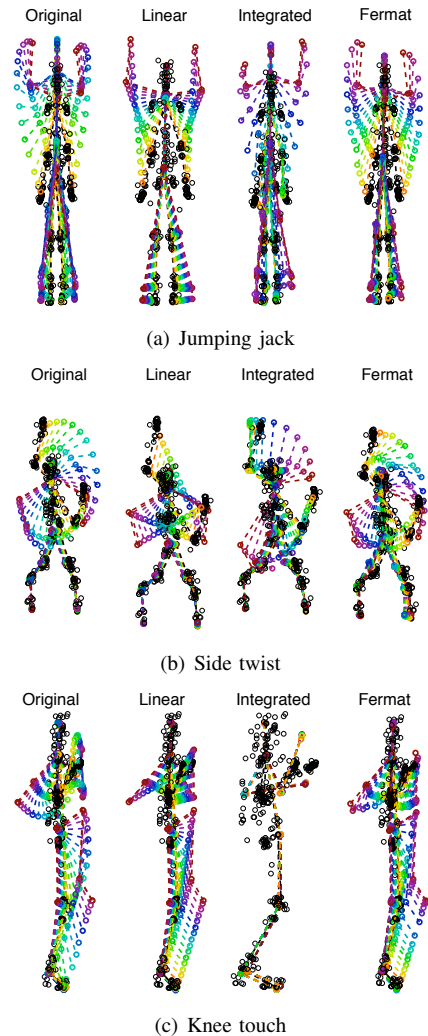 Original Linear Integrated Fermat
(a) Jumping jack
Original Linear Integrated Fermat
(b) Side twist
Original Linear Integrated Fermat
(c) Knee touch